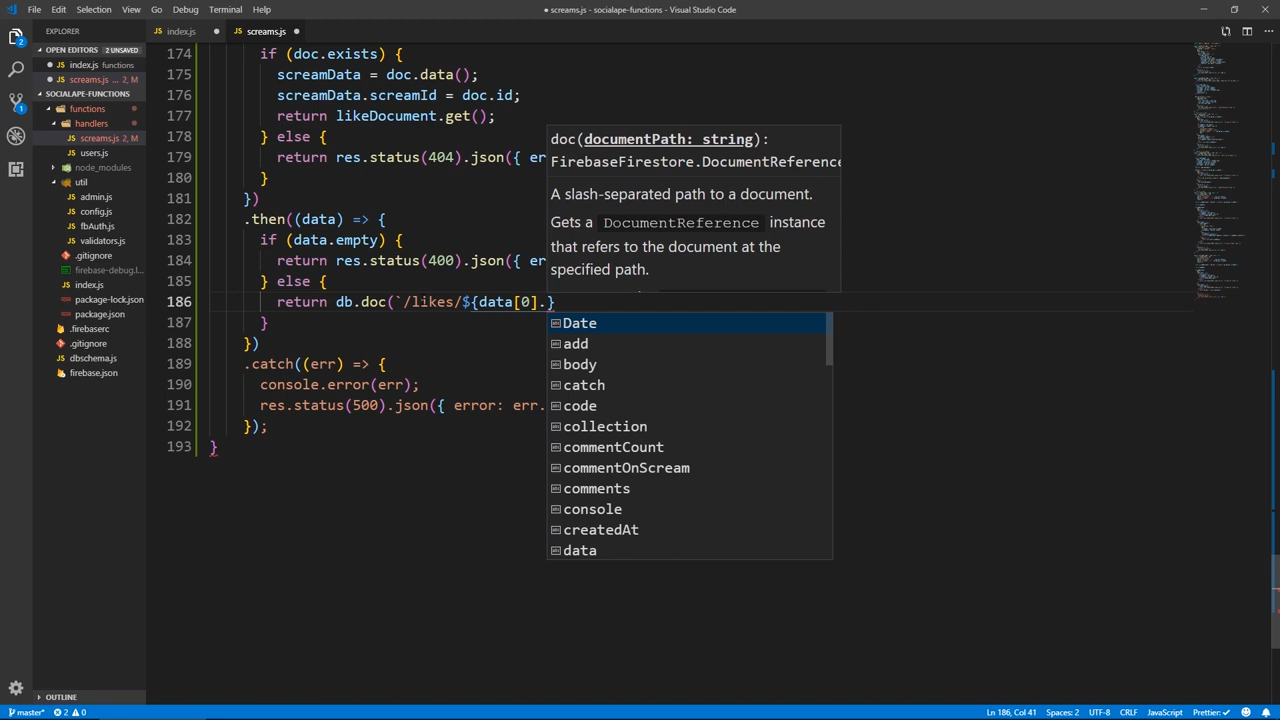 File Edit Selection View Go Debug Terminal Help
● screams.js - socialape-functions - Visual Studio Code
EXPLORER
index.js ●
screams.js ●
OPEN EDITORS 2 UNSAVED
● index.js functions
● screams.js ... 2, M
SOCIALAPE-FUNCTIONS
functions
handlers
screams.js 2, M
users.js
node_modules
util
admin.js
config.js
fbAuth.js
validators.js
.gitignore
firebase-debug.l...
index.js
package-lock.json
package.json
.firebaserc
.gitignore
dbschema.js
firebase.json
OUTLINE
174 if (doc.exists) {
175 screamData = doc.data();
176 screamData.screamId = doc.id;
177 return likeDocument.get();
178 } else {
179 return res.status(404).json({ er
180 }
181 })
182 .then((data) => {
183 if (data.empty) {
184 return res.status(400).json({ er
185 } else {
186 return db.doc(`/likes/${data[0].}
187 }
188 })
189 .catch((err) => {
190 console.error(err);
191 res.status(500).json({ error: err.
192 });
193 }
doc(documentPath: string):
FirebaseFirestore.DocumentReference
A slash-separated path to a document.
Gets a DocumentReference instance
that refers to the document at the
specified path.
Date
add
body
catch
code
collection
commentCount
commentOnScream
comments
console
createdAt
data
master* 2 0
Ln 186, Col 41 Spaces: 2 UTF-8 CRLF JavaScript Prettier: ✓